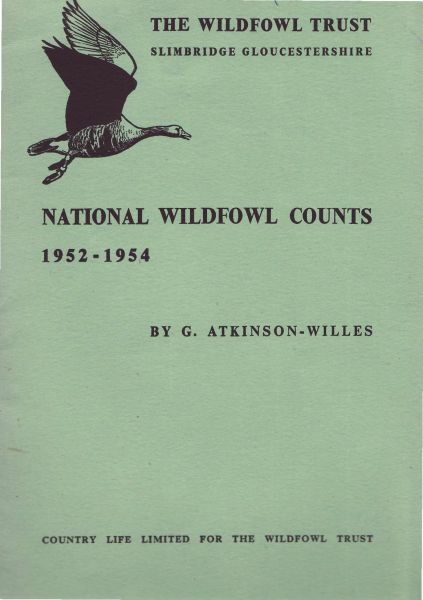 THE WILDFOWL TRUST
SLIMBRIDGE GLOUCESTERSHIRE
NATIONAL WILDFOWL COUNTS
1952-1954
BY G. ATKINSON-WILLES
COUNTRY LIFE LIMITED FOR THE WILDFOWL TRUST